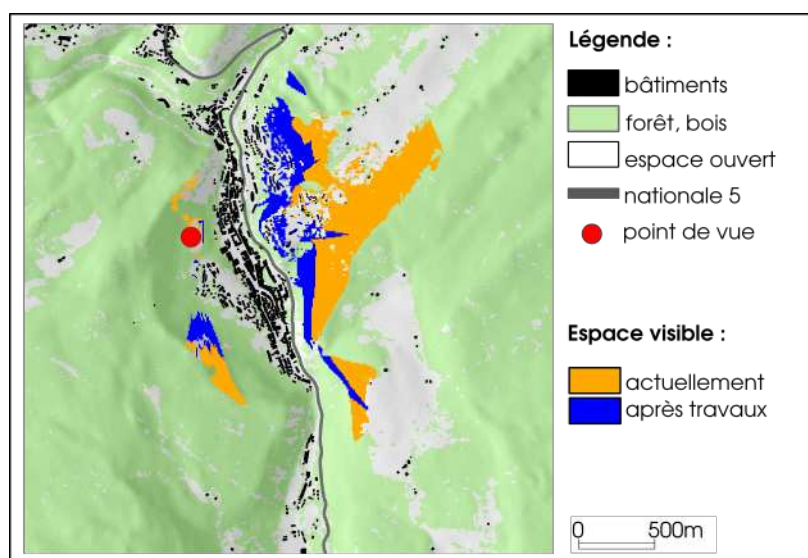 Légende :
bâtiments
forêt, bois
espace ouvert
nationale 5
point de vue
Espace visible :
actuellement
après travaux
0 500m